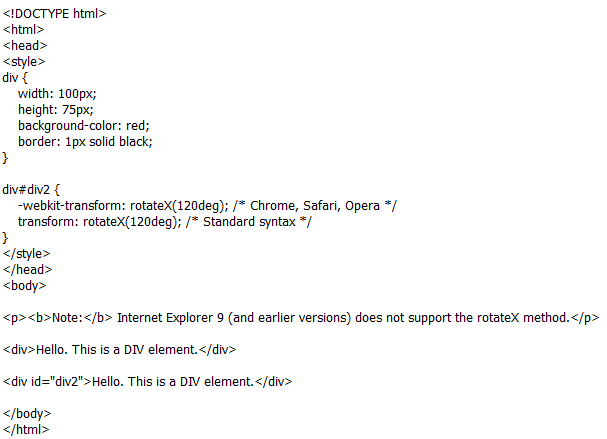 <!DOCTYPE html>
<html>
<head>
<style>
div {
    width: 100px;
    height: 75px;
    background-color: red;
    border: 1px solid black;
}

div#div2 {
    -webkit-transform: rotateX(120deg); /* Chrome, Safari, Opera */
    transform: rotateX(120deg); /* Standard syntax */
}
</style>
</head>
<body>

<p><b>Note:</b> Internet Explorer 9 (and earlier versions) does not support the rotateX method.</p>

<div>Hello. This is a DIV element.</div>

<div id="div2">Hello. This is a DIV element.</div>

</body>
</html>